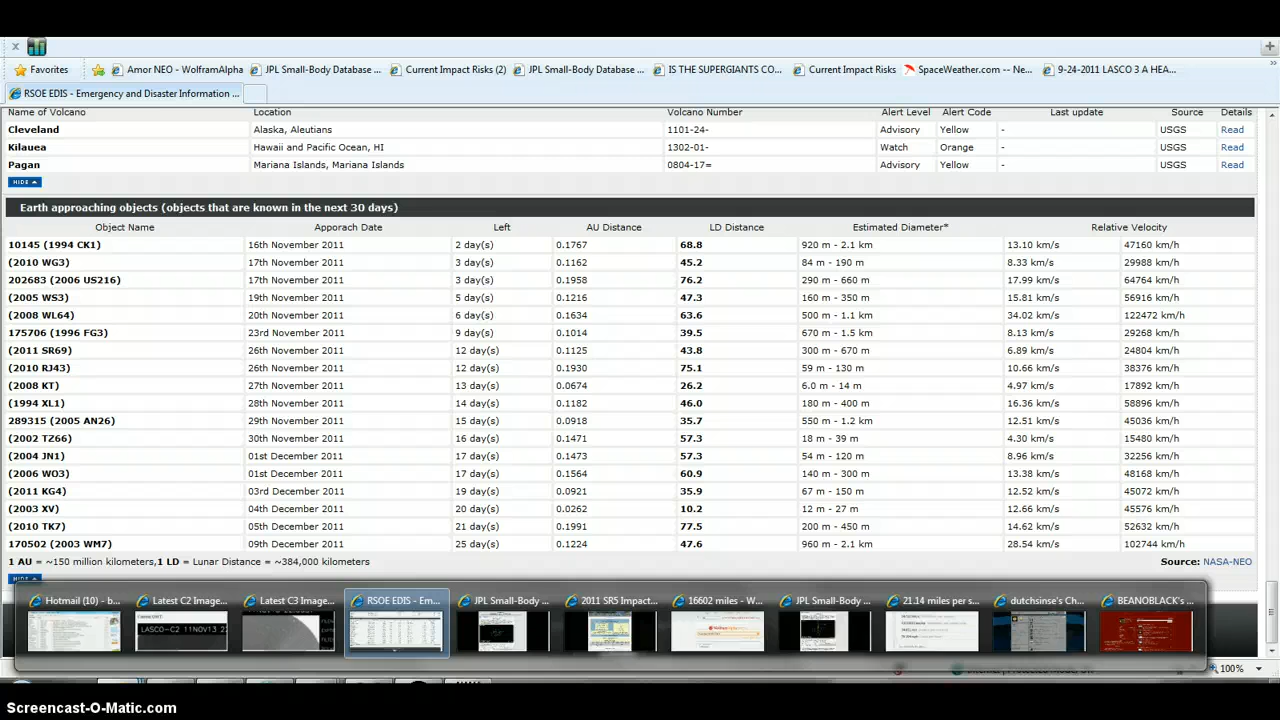 Favorites Amor NEO - WolframAlpha JPL Small-Body Database ... Current Impact Risks (2) JPL Small-Body Database ... IS THE SUPERGIANTS CO... Current Impact Risks SpaceWeather.com -- Ne... 9-24-2011 LASCO 3 A HEA...
RSOE EDIS - Emergency and Disaster Information ...
Name of Volcano Location Volcano Number Alert Level Alert Code Last update Source Details
Cleveland Alaska, Aleutians 1101-24- Advisory Yellow - USGS Read
Kilauea Hawaii and Pacific Ocean, HI 1302-01- Watch Orange - USGS Read
Pagan Mariana Islands, Mariana Islands 0804-17= Advisory Yellow - USGS Read
HIDE
Earth approaching objects (objects that are known in the next 30 days)
Object Name Apporach Date Left AU Distance LD Distance Estimated Diameter* Relative Velocity
10145 (1994 CK1) 16th November 2011 2 day(s) 0.1767 68.8 920 m - 2.1 km 13.10 km/s 47160 km/h
(2010 WG3) 17th November 2011 3 day(s) 0.1162 45.2 84 m - 190 m 8.33 km/s 29988 km/h
202683 (2006 US216) 17th November 2011 3 day(s) 0.1958 76.2 290 m - 660 m 17.99 km/s 64764 km/h
(2005 WS3) 19th November 2011 5 day(s) 0.1216 47.3 160 m - 350 m 15.81 km/s 56916 km/h
(2008 WL64) 20th November 2011 6 day(s) 0.1634 63.6 500 m - 1.1 km 34.02 km/s 122472 km/h
175706 (1996 FG3) 23rd November 2011 9 day(s) 0.1014 39.5 670 m - 1.5 km 8.13 km/s 29268 km/h
(2011 SR69) 26th November 2011 12 day(s) 0.1125 43.8 300 m - 670 m 6.89 km/s 24804 km/h
(2010 RJ43) 26th November 2011 12 day(s) 0.1930 75.1 59 m - 130 m 10.66 km/s 38376 km/h
(2008 KT) 27th November 2011 13 day(s) 0.0674 26.2 6.0 m - 14 m 4.97 km/s 17892 km/h
(1994 XL1) 28th November 2011 14 day(s) 0.1182 46.0 180 m - 400 m 16.36 km/s 58896 km/h
289315 (2005 AN26) 29th November 2011 15 day(s) 0.0918 35.7 550 m - 1.2 km 12.51 km/s 45036 km/h
(2002 TZ66) 30th November 2011 16 day(s) 0.1471 57.3 18 m - 39 m 4.30 km/s 15480 km/h
(2004 JN1) 01st December 2011 17 day(s) 0.1473 57.3 54 m - 120 m 8.96 km/s 32256 km/h
(2006 WO3) 01st December 2011 17 day(s) 0.1564 60.9 140 m - 300 m 13.38 km/s 48168 km/h
(2011 KG4) 03rd December 2011 19 day(s) 0.0921 35.9 67 m - 150 m 12.52 km/s 45072 km/h
(2003 XV) 04th December 2011 20 day(s) 0.0262 10.2 12 m - 27 m 12.66 km/s 45576 km/h
(2010 TK7) 05th December 2011 21 day(s) 0.1991 77.5 200 m - 450 m 14.62 km/s 52632 km/h
170502 (2003 WM7) 09th December 2011 25 day(s) 0.1224 47.6 960 m - 2.1 km 28.54 km/s 102744 km/h
1 AU = ~150 million kilometers,1 LD = Lunar Distance = ~384,000 kilometers Source: NASA-NEO
HIDE
Hotmail (10) - b... Latest C2 Image... Latest C3 Image... RSOE EDIS - Em... JPL Small-Body ... 2011 SR5 Impact... 16602 miles - W... JPL Small-Body ... 21.14 miles per s... dutchsinse's Ch... BEANOBLACK's ...
LASCO-C2 11NOV13 22
100%
Screencast-O-Matic.com